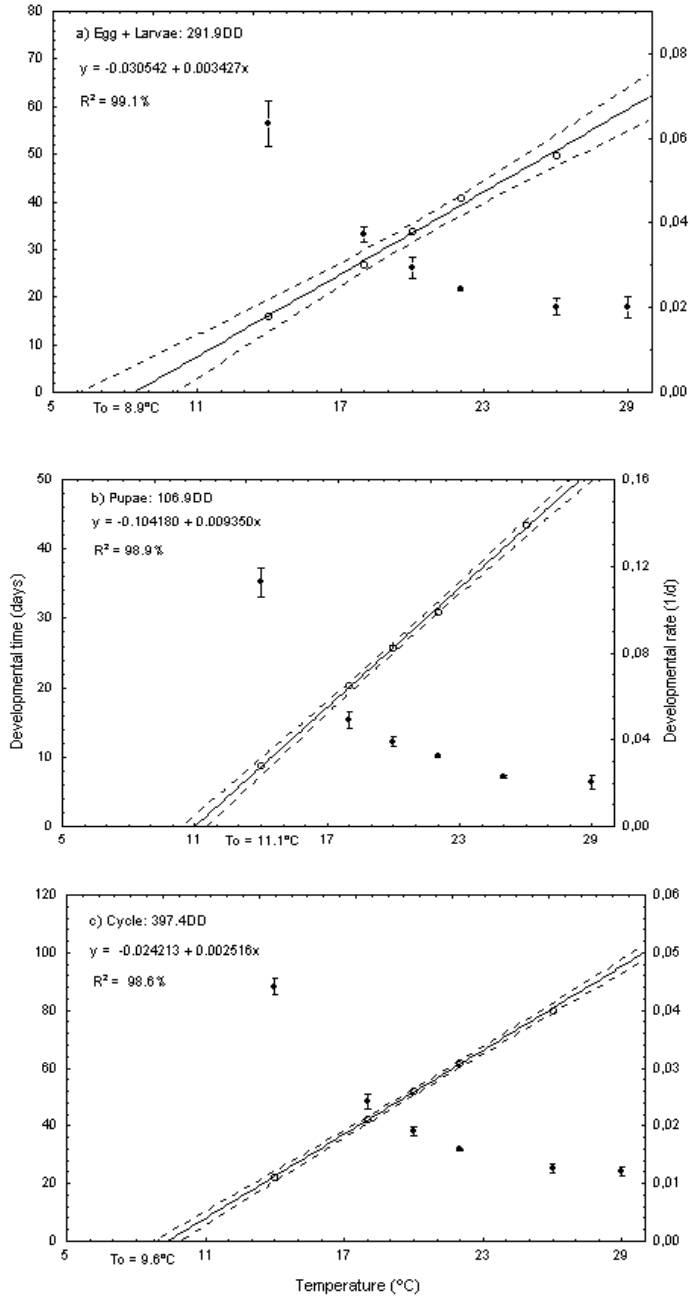 80
70
60
50
40
30
20
10
0
a) Egg + Larvae: 291.9DD
y = -0.030542 + 0.003427x
R² = 99.1%
0,08
0,06
0,04
0,02
0,00
5 11 17 23 29
To = 8.9ºC
50
40
30
20
10
0
Developmental time (days)
b) Pupae: 106.9DD
y = -0.104180 + 0.009350x
R² = 98.9%
0,16
0,12
0,08
0,04
0,00
Developmental rate (1/d)
5 11 17 23 29
To = 11.1ºC
120
100
80
60
40
20
0
c) Cycle: 397.4DD
y = -0.024213 + 0.002516x
R² = 98.6%
0,06
0,05
0,04
0,03
0,02
0,01
0,00
5 11 17 23 29
To = 9.6ºC
Temperature (ºC)